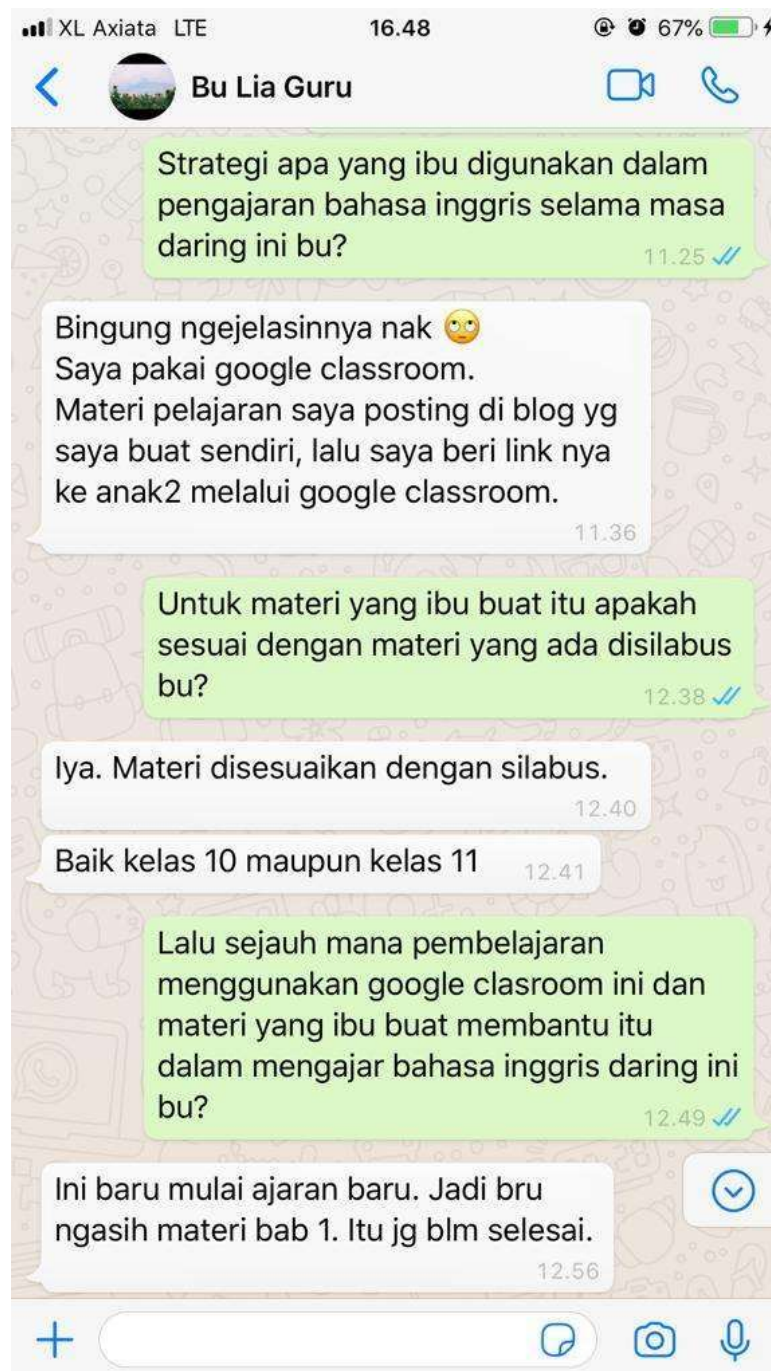 XL Axiata LTE 16.48 67%
Bu Lia Guru
Strategi apa yang ibu digunakan dalam
pengajaran bahasa inggris selama masa
daring ini bu?
11.25
Bingung ngejelasinnya nak 🙄
Saya pakai google classroom.
Materi pelajaran saya posting di blog yg
saya buat sendiri, lalu saya beri link nya
ke anak2 melalui google classroom.
11.36
Untuk materi yang ibu buat itu apakah
sesuai dengan materi yang ada disilabus
bu?
12.38
Iya. Materi disesuaikan dengan silabus.
12.40
Baik kelas 10 maupun kelas 11 12.41
Lalu sejauh mana pembelajaran
menggunakan google clasroom ini dan
materi yang ibu buat membantu itu
dalam mengajar bahasa inggris daring ini
bu?
12.49
Ini baru mulai ajaran baru. Jadi bru
ngasih materi bab 1. Itu jg blm selesai.
12.56